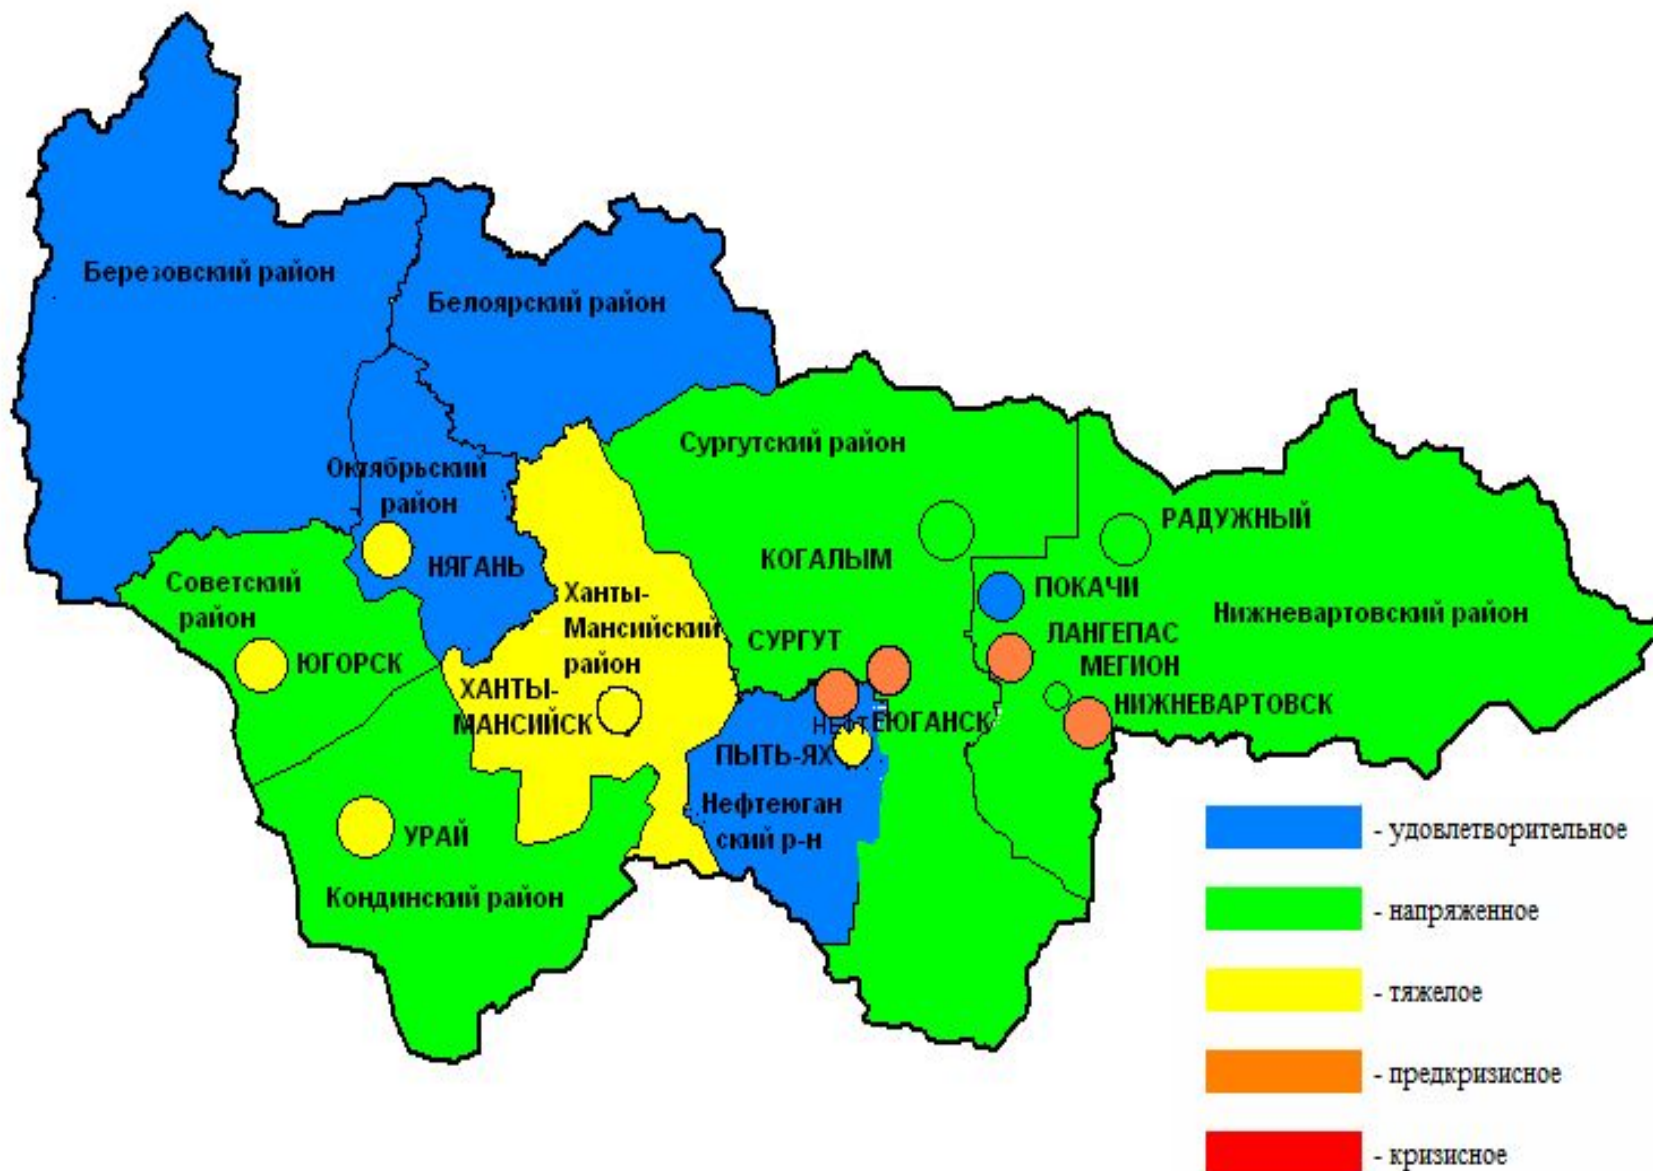 Березовский район
Белоярский район
Сургутский район
Октябрьский
район
РАДУЖНЫЙ
КОГАЛЫМ
НЯГАНЬ
Советский
район
Ханты-
Мансийский
район
ПОКАЧИ
Нижневартовский район
СУРГУТ
ЛАНГЕПАС
МЕГИОН
ЮГОРСК
ХАНТЫ-
МАНСИЙСК
НЕФТЕЮГАНСК
НИЖНЕВАРТОВСК
ПЫТЬ-ЯХ
Нефтеюган
ский р-н
УРАЙ
Кондинский район
- удовлетворительное
- напряженное
- тяжелое
- предкризисное
- кризисное